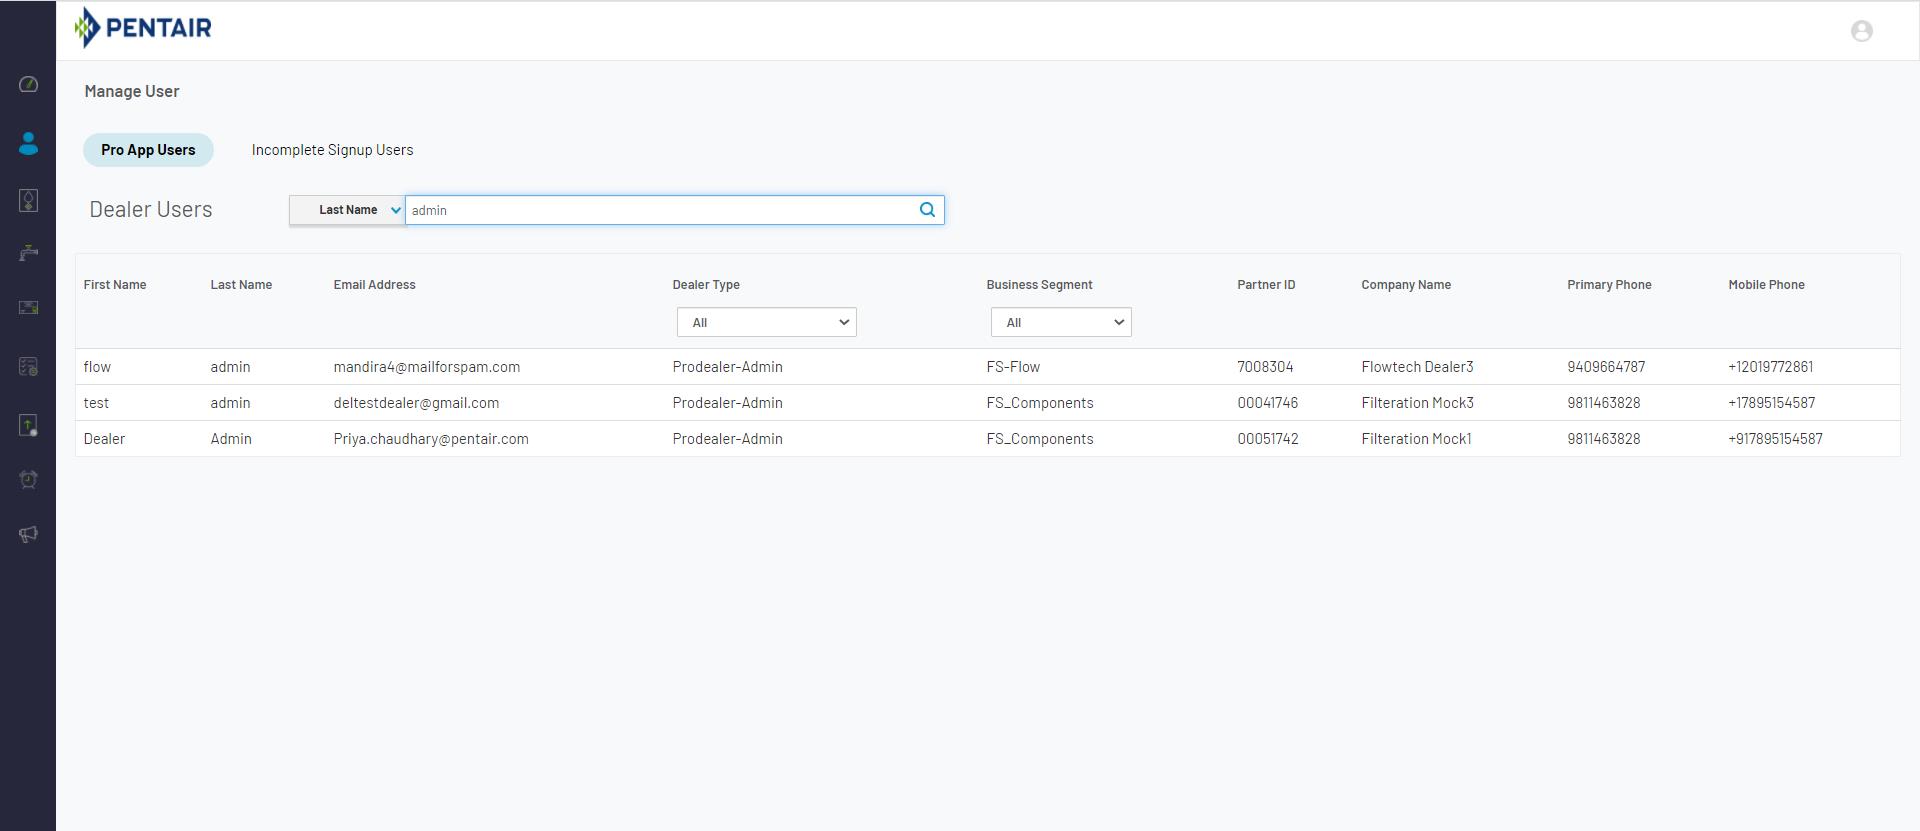 PENTAIR
Manage User
Pro App Users Incomplete Signup Users
Dealer Users Last Name admin
First Name Last Name Email Address Dealer Type Business Segment Partner ID Company Name Primary Phone Mobile Phone
All All
flow admin mandira4@mailforspam.com Prodealer-Admin FS-Flow 7008304 Flowtech Dealer3 9409664787 +12019772861
test admin deltestdealer@gmail.com Prodealer-Admin FS_Components 00041746 Filteration Mock3 9811463828 +17895154587
Dealer Admin Priya.chaudhary@pentair.com Prodealer-Admin FS_Components 00051742 Filteration Mock1 9811463828 +917895154587